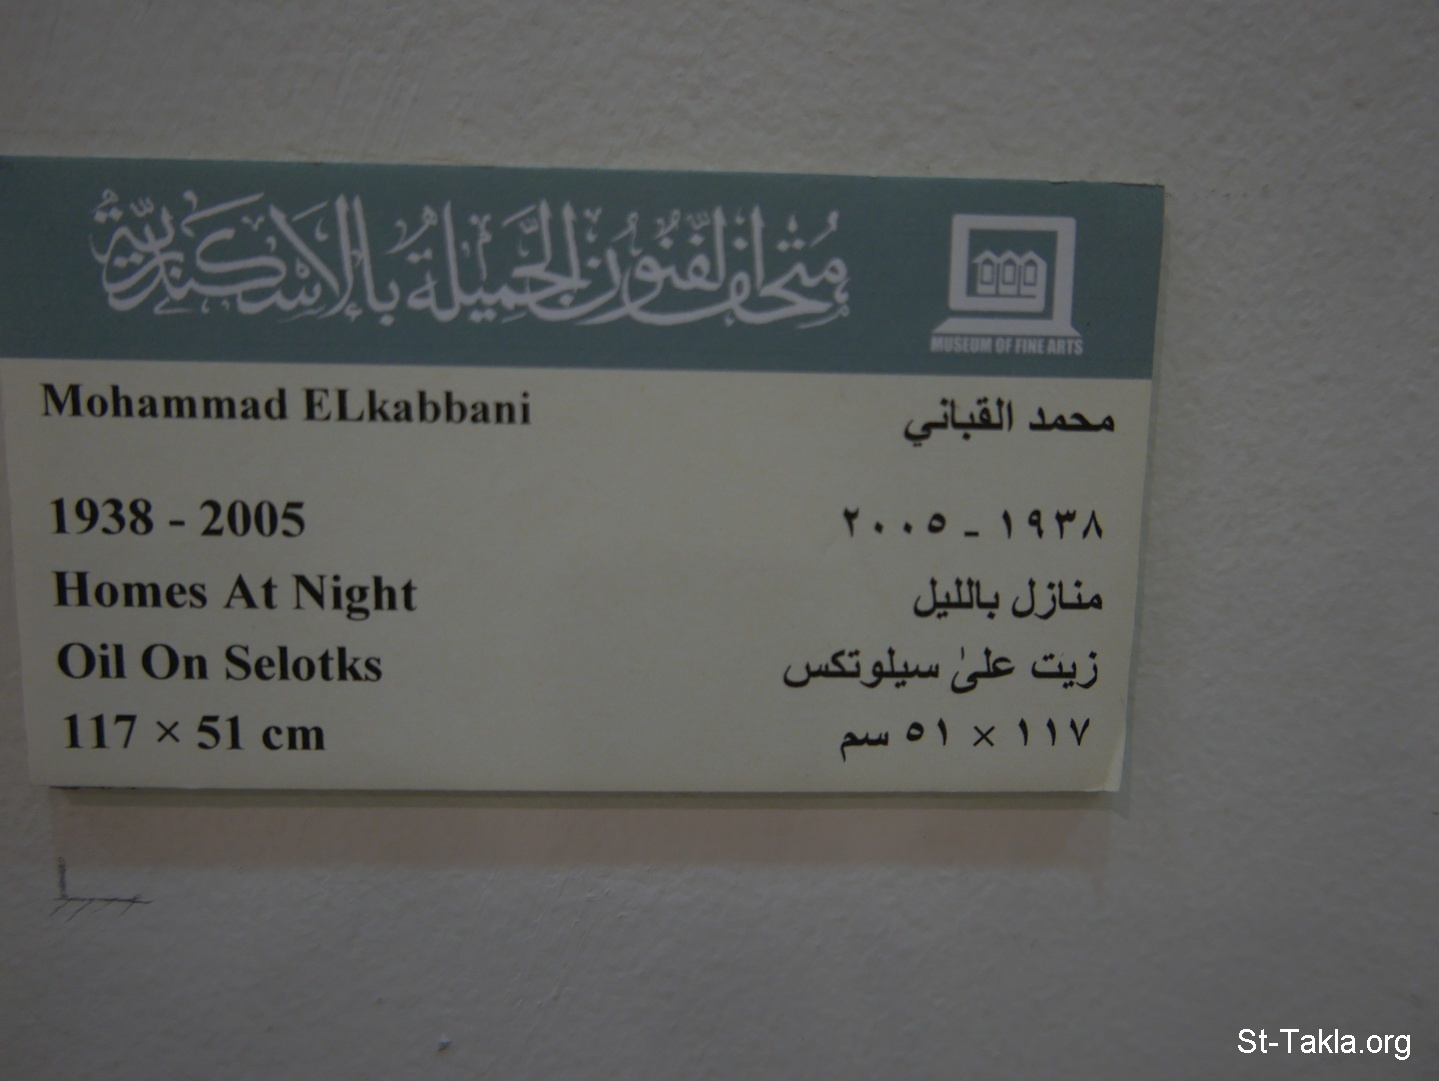 متحف الفنون الجميلة بالإسكندرية
MUSEUM OF FINE ARTS
Mohammad ELkabbani
محمد القباني
1938 - 2005
١٩٣٨ - ٢٠٠٥
Homes At Night
منازل بالليل
Oil On Selotks
زيت علىٰ سيلوتكس
117 × 51 cm
١١٧ × ٥١ سم
St-Takla.org